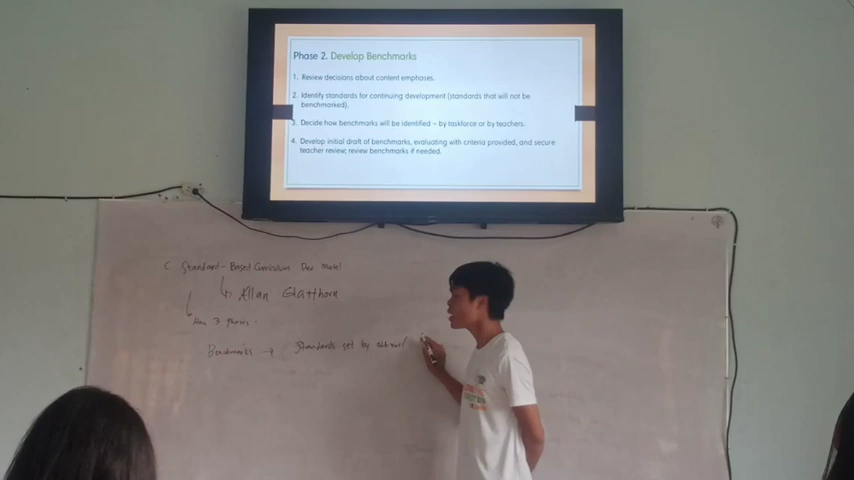 Phase 2. Develop Benchmarks
1. Review decisions about content emphases.
2. Identify standards for continuing development (standards that will not be
benchmarked).
3. Decide how benchmarks will be identified – by taskforce or by teachers.
4. Develop initial draft of benchmarks, evaluating with criteria provided, and secure
teacher review; review benchmarks if needed.
C Standard-Based Curriculum Dev Model
Allan Glatthorn
Has 3 phases.
Benchmarks → Standards set by